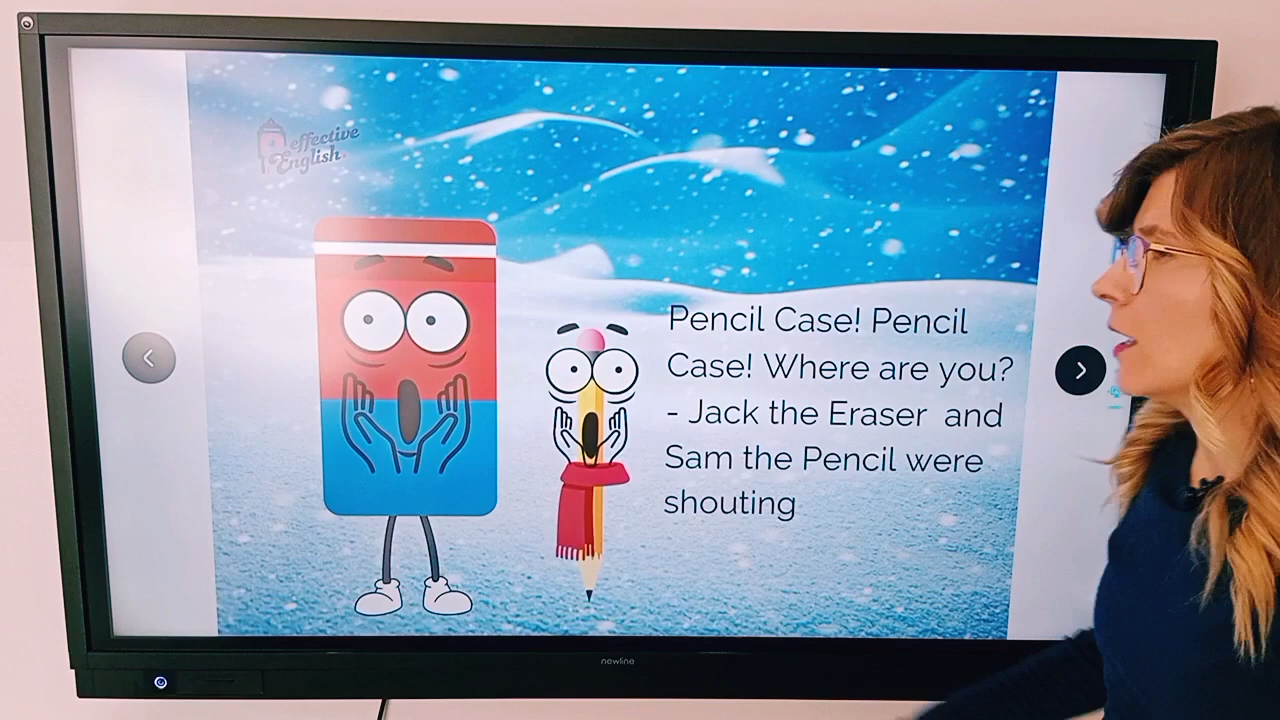 effective
English.
Pencil Case! Pencil
Case! Where are you?
- Jack the Eraser  and
Sam the Pencil were
shouting
newline